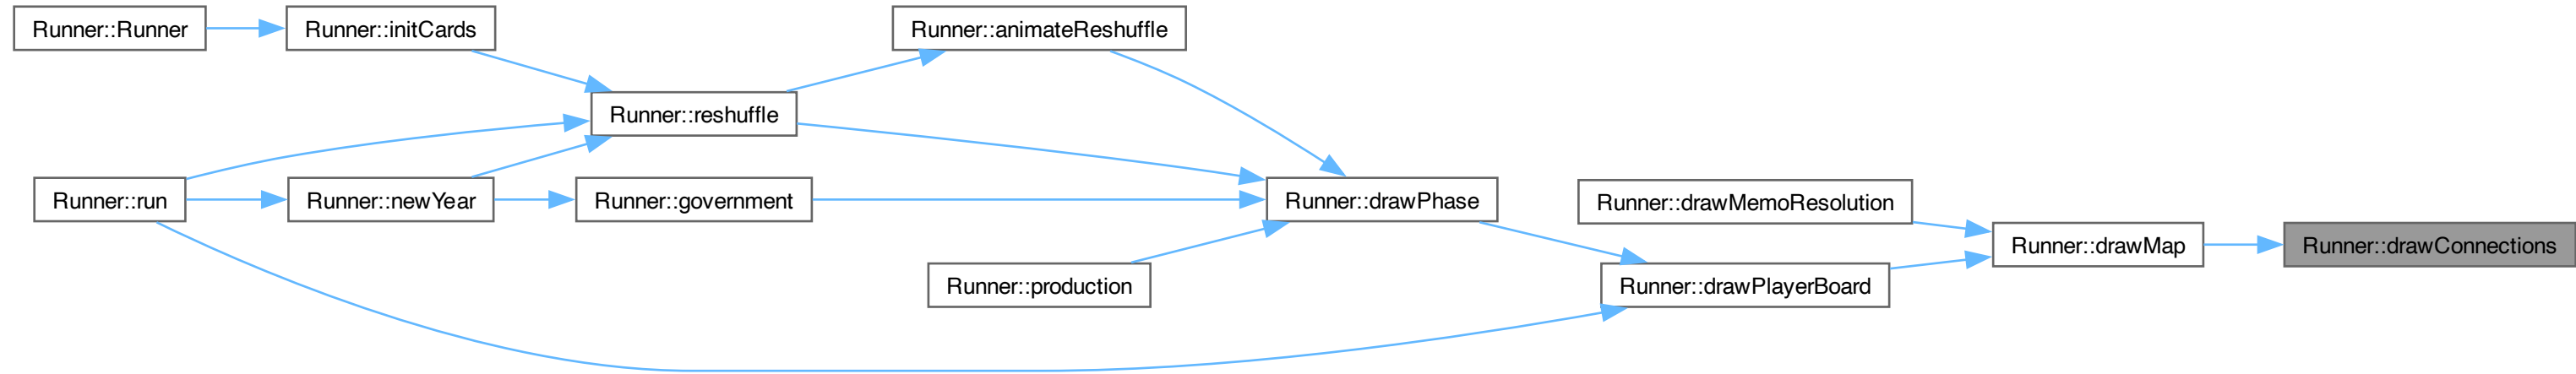 Runner::Runner
Runner::initCards
Runner::animateReshuffle
Runner::reshuffle
Runner::run
Runner::newYear
Runner::government
Runner::drawPhase
Runner::drawMemoResolution
Runner::drawMap
Runner::drawConnections
Runner::production
Runner::drawPlayerBoard